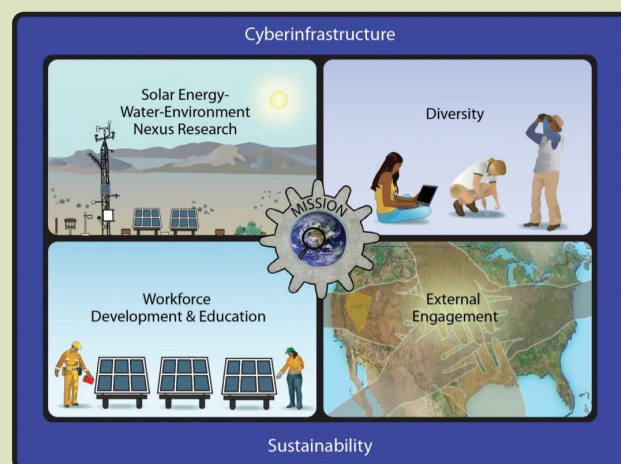 Cyberinfrastructure
Solar Energy-
Water-Environment
Nexus Research
Diversity
MISSION
Workforce
Development & Education
External
Engagement
Sustainability